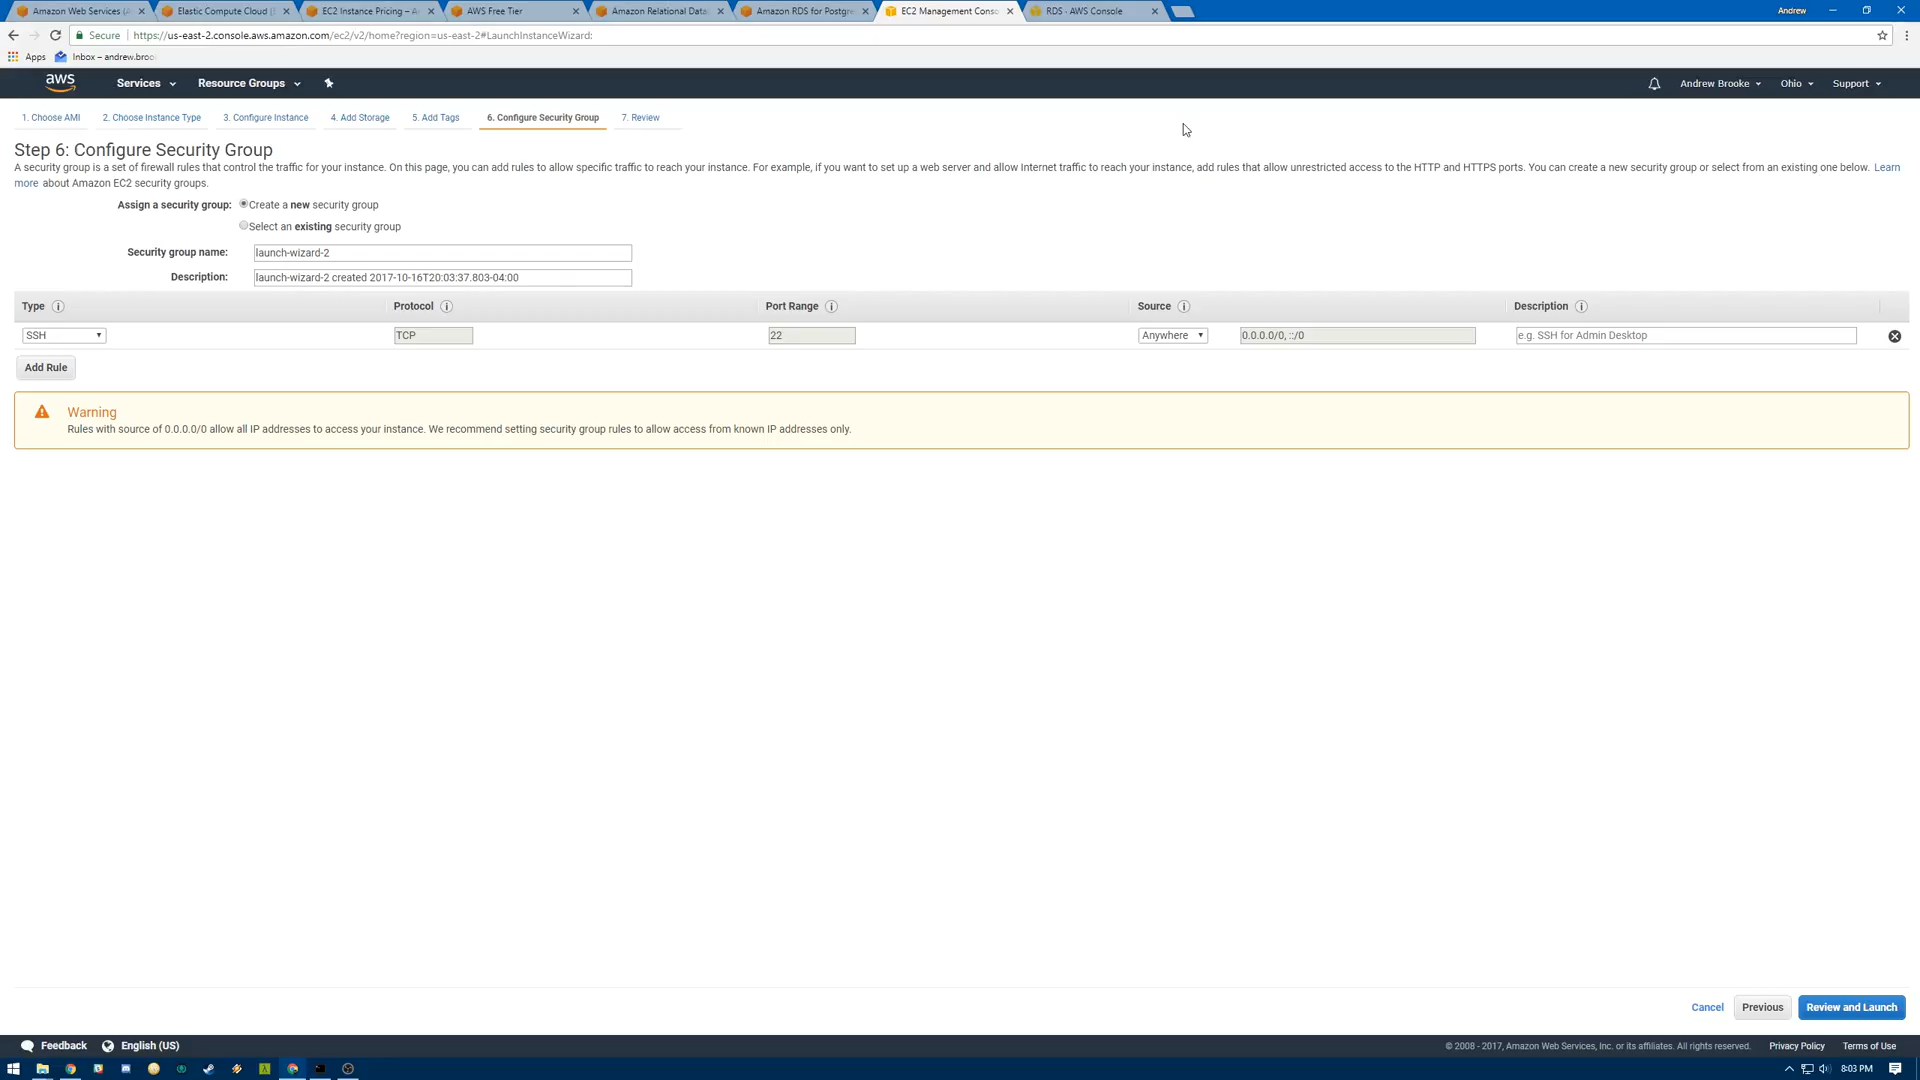 Amazon Web Services (A
Elastic Compute Cloud (
EC2 Instance Pricing – A
AWS Free Tier
Amazon Relational Data
Amazon RDS for Postgre
EC2 Management Conso
RDS - AWS Console
Andrew
Secure
https://us-east-2.console.aws.amazon.com/ec2/v2/home?region=us-east-2#LaunchInstanceWizard:
Apps
Inbox – andrew.broo
aws
Services
Resource Groups
Andrew Brooke
Ohio
Support
1. Choose AMI
2. Choose Instance Type
3. Configure Instance
4. Add Storage
5. Add Tags
6. Configure Security Group
7. Review
Step 6: Configure Security Group
A security group is a set of firewall rules that control the traffic for your instance. On this page, you can add rules to allow specific traffic to reach your instance. For example, if you want to set up a web server and allow Internet traffic to reach your instance, add rules that allow unrestricted access to the HTTP and HTTPS ports. You can create a new security group or select from an existing one below. Learn
more about Amazon EC2 security groups.
Assign a security group:
Create a new security group
Select an existing security group
Security group name:
launch-wizard-2
Description:
launch-wizard-2 created 2017-10-16T20:03:37.803-04:00
Type
Protocol
Port Range
Source
Description
SSH
TCP
22
Anywhere
0.0.0.0/0, ::/0
e.g. SSH for Admin Desktop
Add Rule
Warning
Rules with source of 0.0.0.0/0 allow all IP addresses to access your instance. We recommend setting security group rules to allow access from known IP addresses only.
Cancel
Previous
Review and Launch
Feedback
English (US)
© 2008 - 2017, Amazon Web Services, Inc. or its affiliates. All rights reserved.
Privacy Policy
Terms of Use
8:03 PM